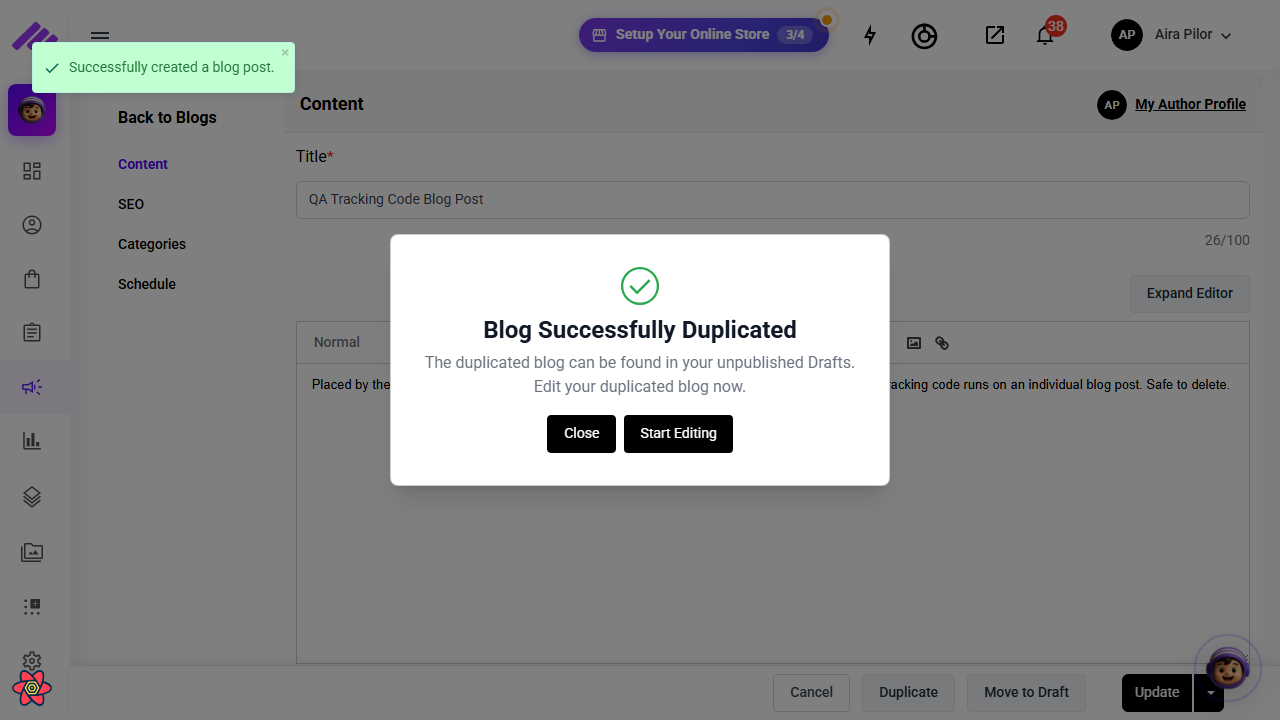 Setup Your Online Store 3/4
38
AP Aira Pilor
Successfully created a blog post.
×
Content
AP My Author Profile
Back to Blogs
Content
SEO
Categories
Schedule
Title*
QA Tracking Code Blog Post
26/100
Expand Editor
Normal
Placed by the
acking code runs on an individual blog post. Safe to delete.
Blog Successfully Duplicated
The duplicated blog can be found in your unpublished Drafts.
Edit your duplicated blog now.
Close Start Editing
Cancel Duplicate Move to Draft Update